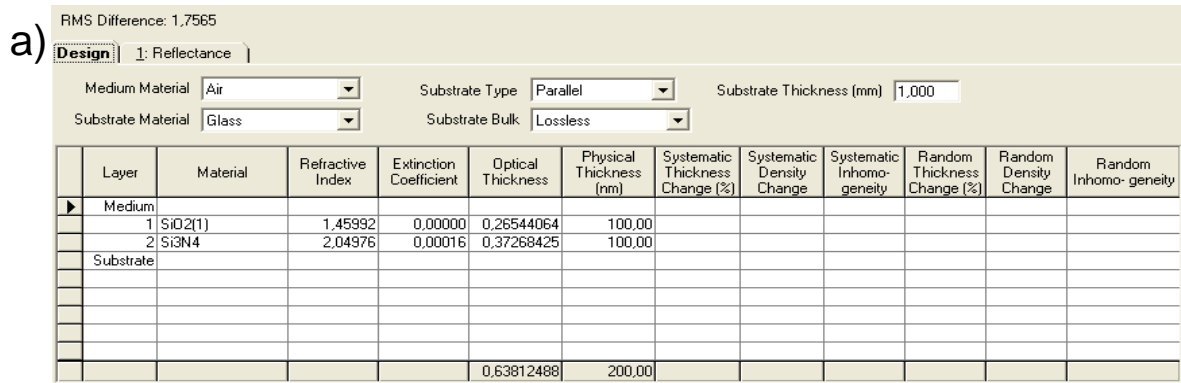 RMS Difference: 1,7565
a)
Design 1: Reflectance
Medium Material Air Substrate Type Parallel Substrate Thickness (mm) 1,000
Substrate Material Glass Substrate Bulk Lossless
Layer Material Refractive Index Extinction Coefficient Optical Thickness Physical Thickness (nm) Systematic Thickness Change (%) Systematic Density Change Systematic Inhomo- geneity Random Thickness Change (%) Random Density Change Random Inhomo- geneity
Medium
1 SiO2(1) 1,45992 0,00000 0,26544064 100,00
2 Si3N4 2,04976 0,00016 0,37268425 100,00
Substrate
0,63812488 200,00